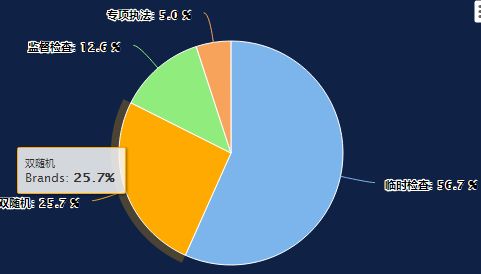 专项执法: 5.0 %
监督检查: 12.6 %
双随机
Brands: 25.7%
临时检查: 56.7 %
双随机: 25.7 %